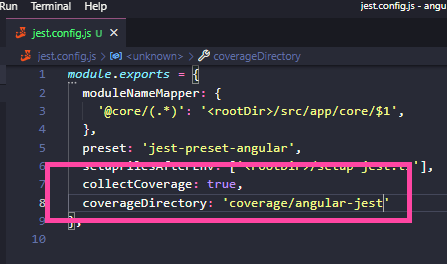 Run Terminal Help jest.config.js - angu
jest.config.js U
jest.config.js > <unknown> > coverageDirectory
1 module.exports = {
2 moduleNameMapper: {
3 '@core/(.*)': '<rootDir>/src/app/core/$1',
4 },
5 preset: 'jest-preset-angular',
6 setupFilesAfterEnv: ['<rootDir>/setup-jest.ts'],
7 collectCoverage: true,
8 coverageDirectory: 'coverage/angular-jest'
9 };
10